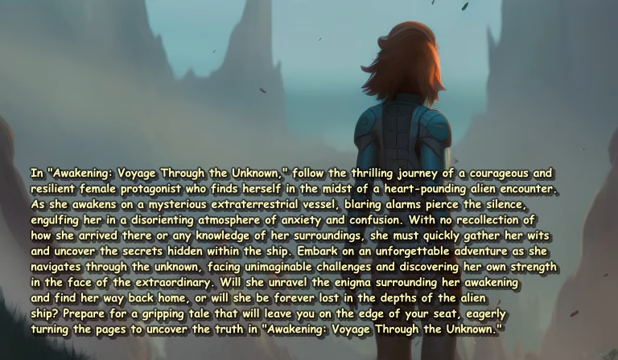 In "Awakening: Voyage Through the Unknown," follow the thrilling journey of a courageous and
resilient female protagonist who finds herself in the midst of a heart-pounding alien encounter.
As she awakens on a mysterious extraterrestrial vessel, blaring alarms pierce the silence,
engulfing her in a disorienting atmosphere of anxiety and confusion. With no recollection of
how she arrived there or any knowledge of her surroundings, she must quickly gather her wits
and uncover the secrets hidden within the ship. Embark on an unforgettable adventure as she
navigates through the unknown, facing unimaginable challenges and discovering her own strength
in the face of the extraordinary. Will she unravel the enigma surrounding her awakening
and find her way back home, or will she be forever lost in the depths of the alien
ship? Prepare for a gripping tale that will leave you on the edge of your seat, eagerly
turning the pages to uncover the truth in "Awakening: Voyage Through the Unknown."